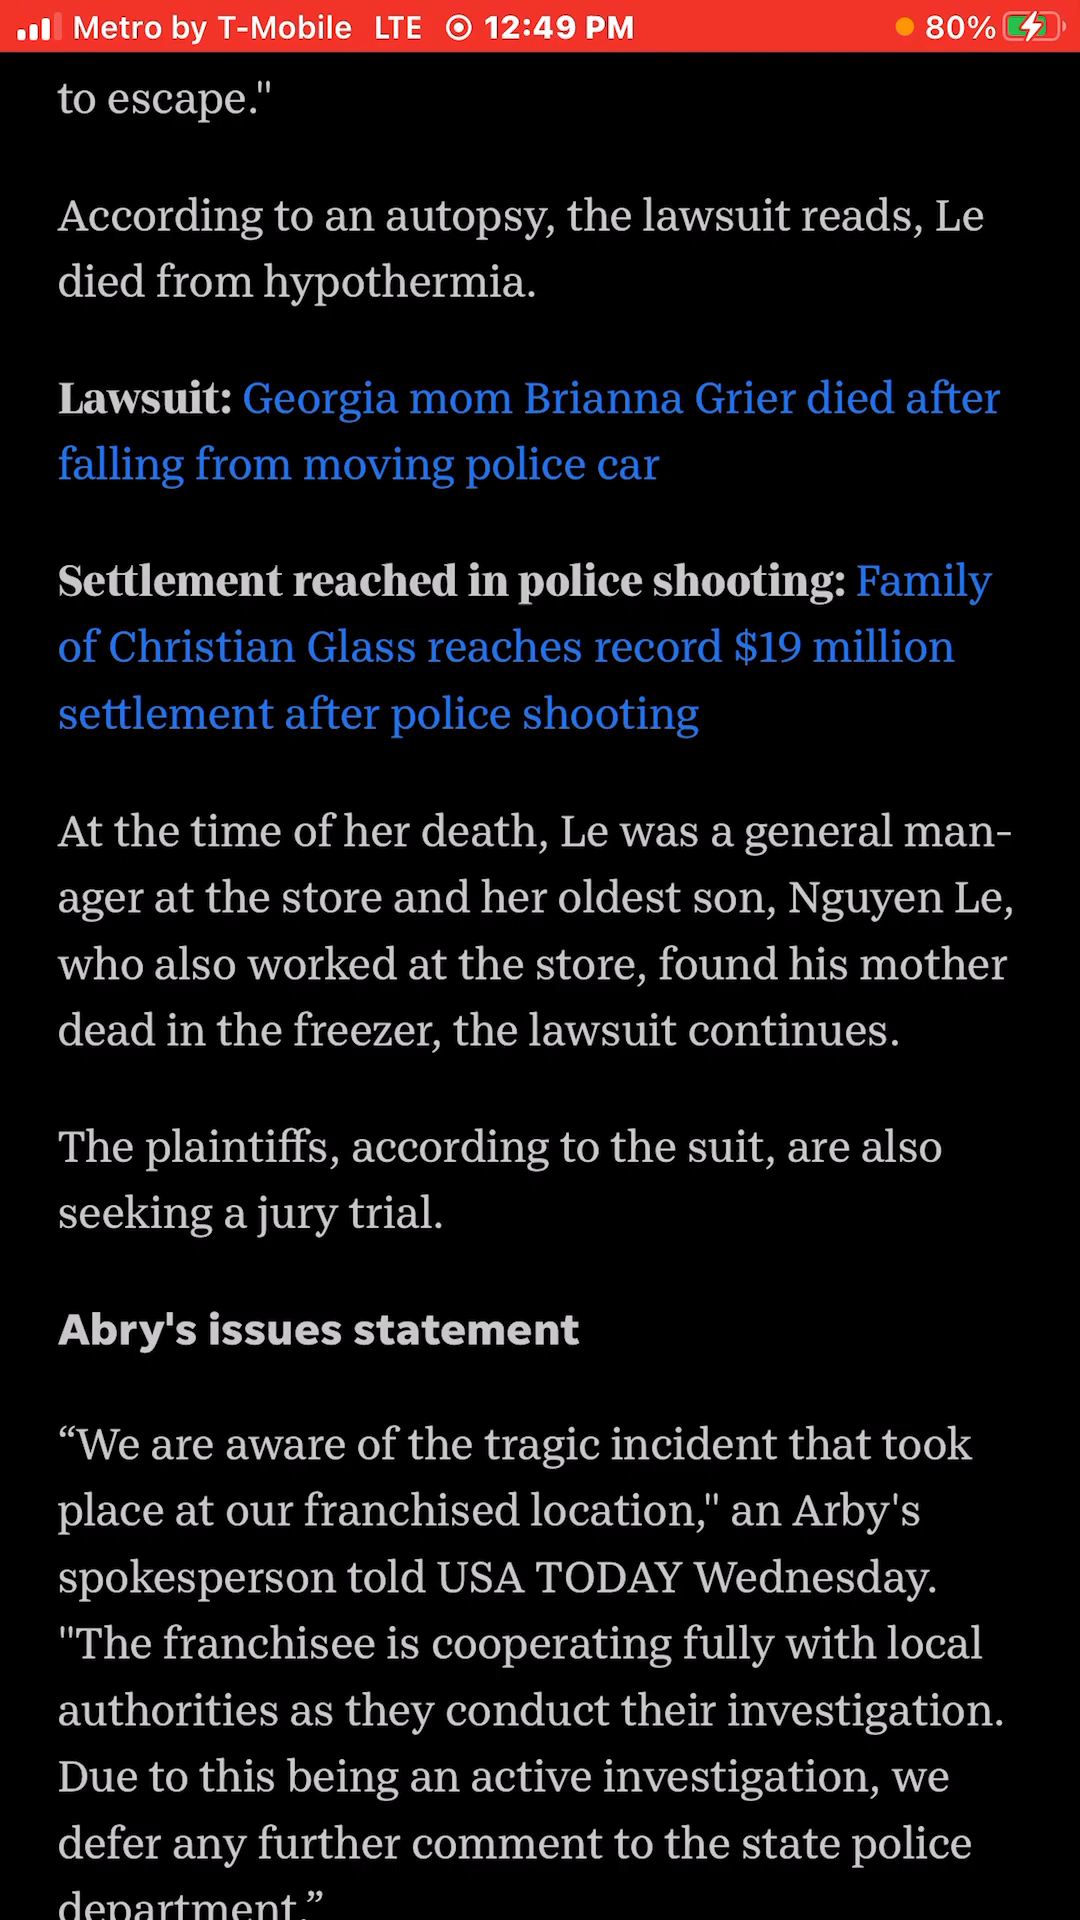 Metro by T-Mobile LTE 12:49 PM 80%
to escape."
According to an autopsy, the lawsuit reads, Le
died from hypothermia.
Lawsuit: Georgia mom Brianna Grier died after
falling from moving police car
Settlement reached in police shooting: Family
of Christian Glass reaches record $19 million
settlement after police shooting
At the time of her death, Le was a general man-
ager at the store and her oldest son, Nguyen Le,
who also worked at the store, found his mother
dead in the freezer, the lawsuit continues.
The plaintiffs, according to the suit, are also
seeking a jury trial.
Abry's issues statement
“We are aware of the tragic incident that took
place at our franchised location," an Arby's
spokesperson told USA TODAY Wednesday.
"The franchisee is cooperating fully with local
authorities as they conduct their investigation.
Due to this being an active investigation, we
defer any further comment to the state police
department.”